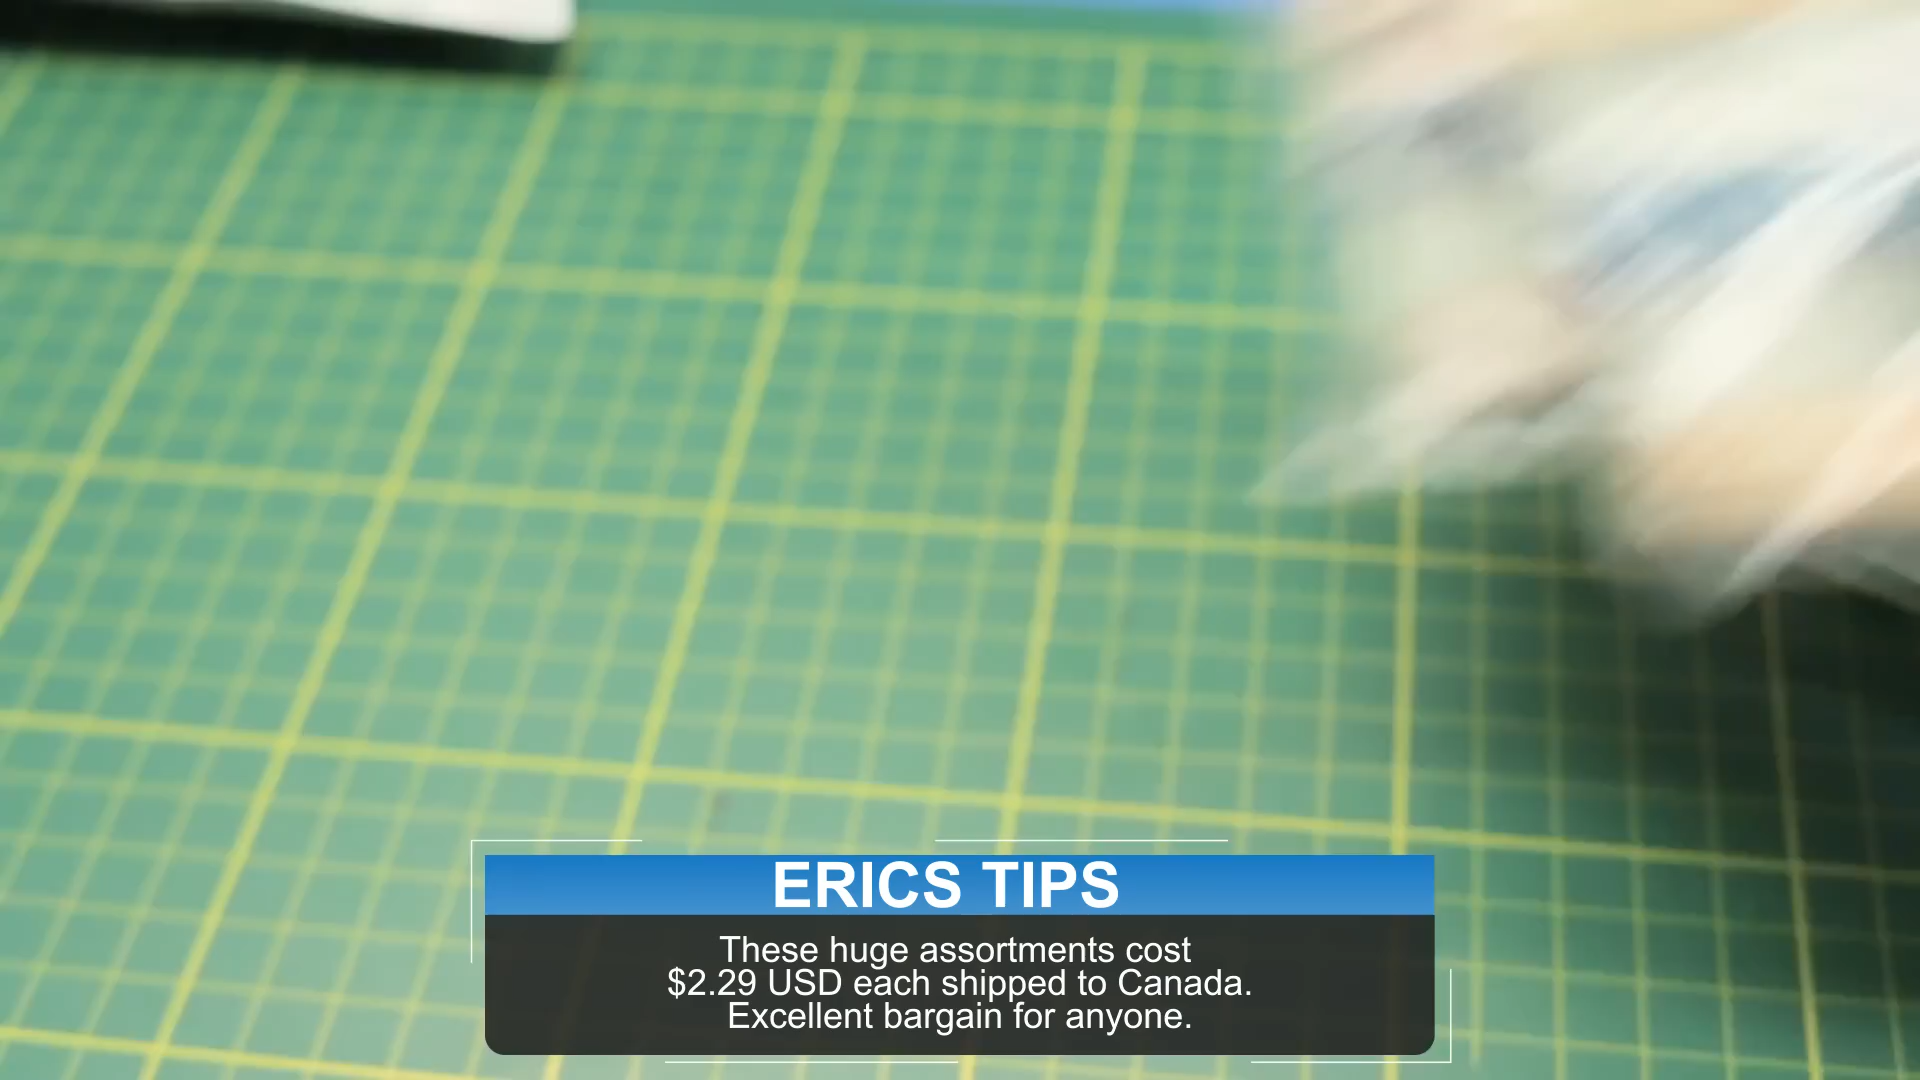 ERICS TIPS
These huge assortments cost
$2.29 USD each shipped to Canada.
Excellent bargain for anyone.